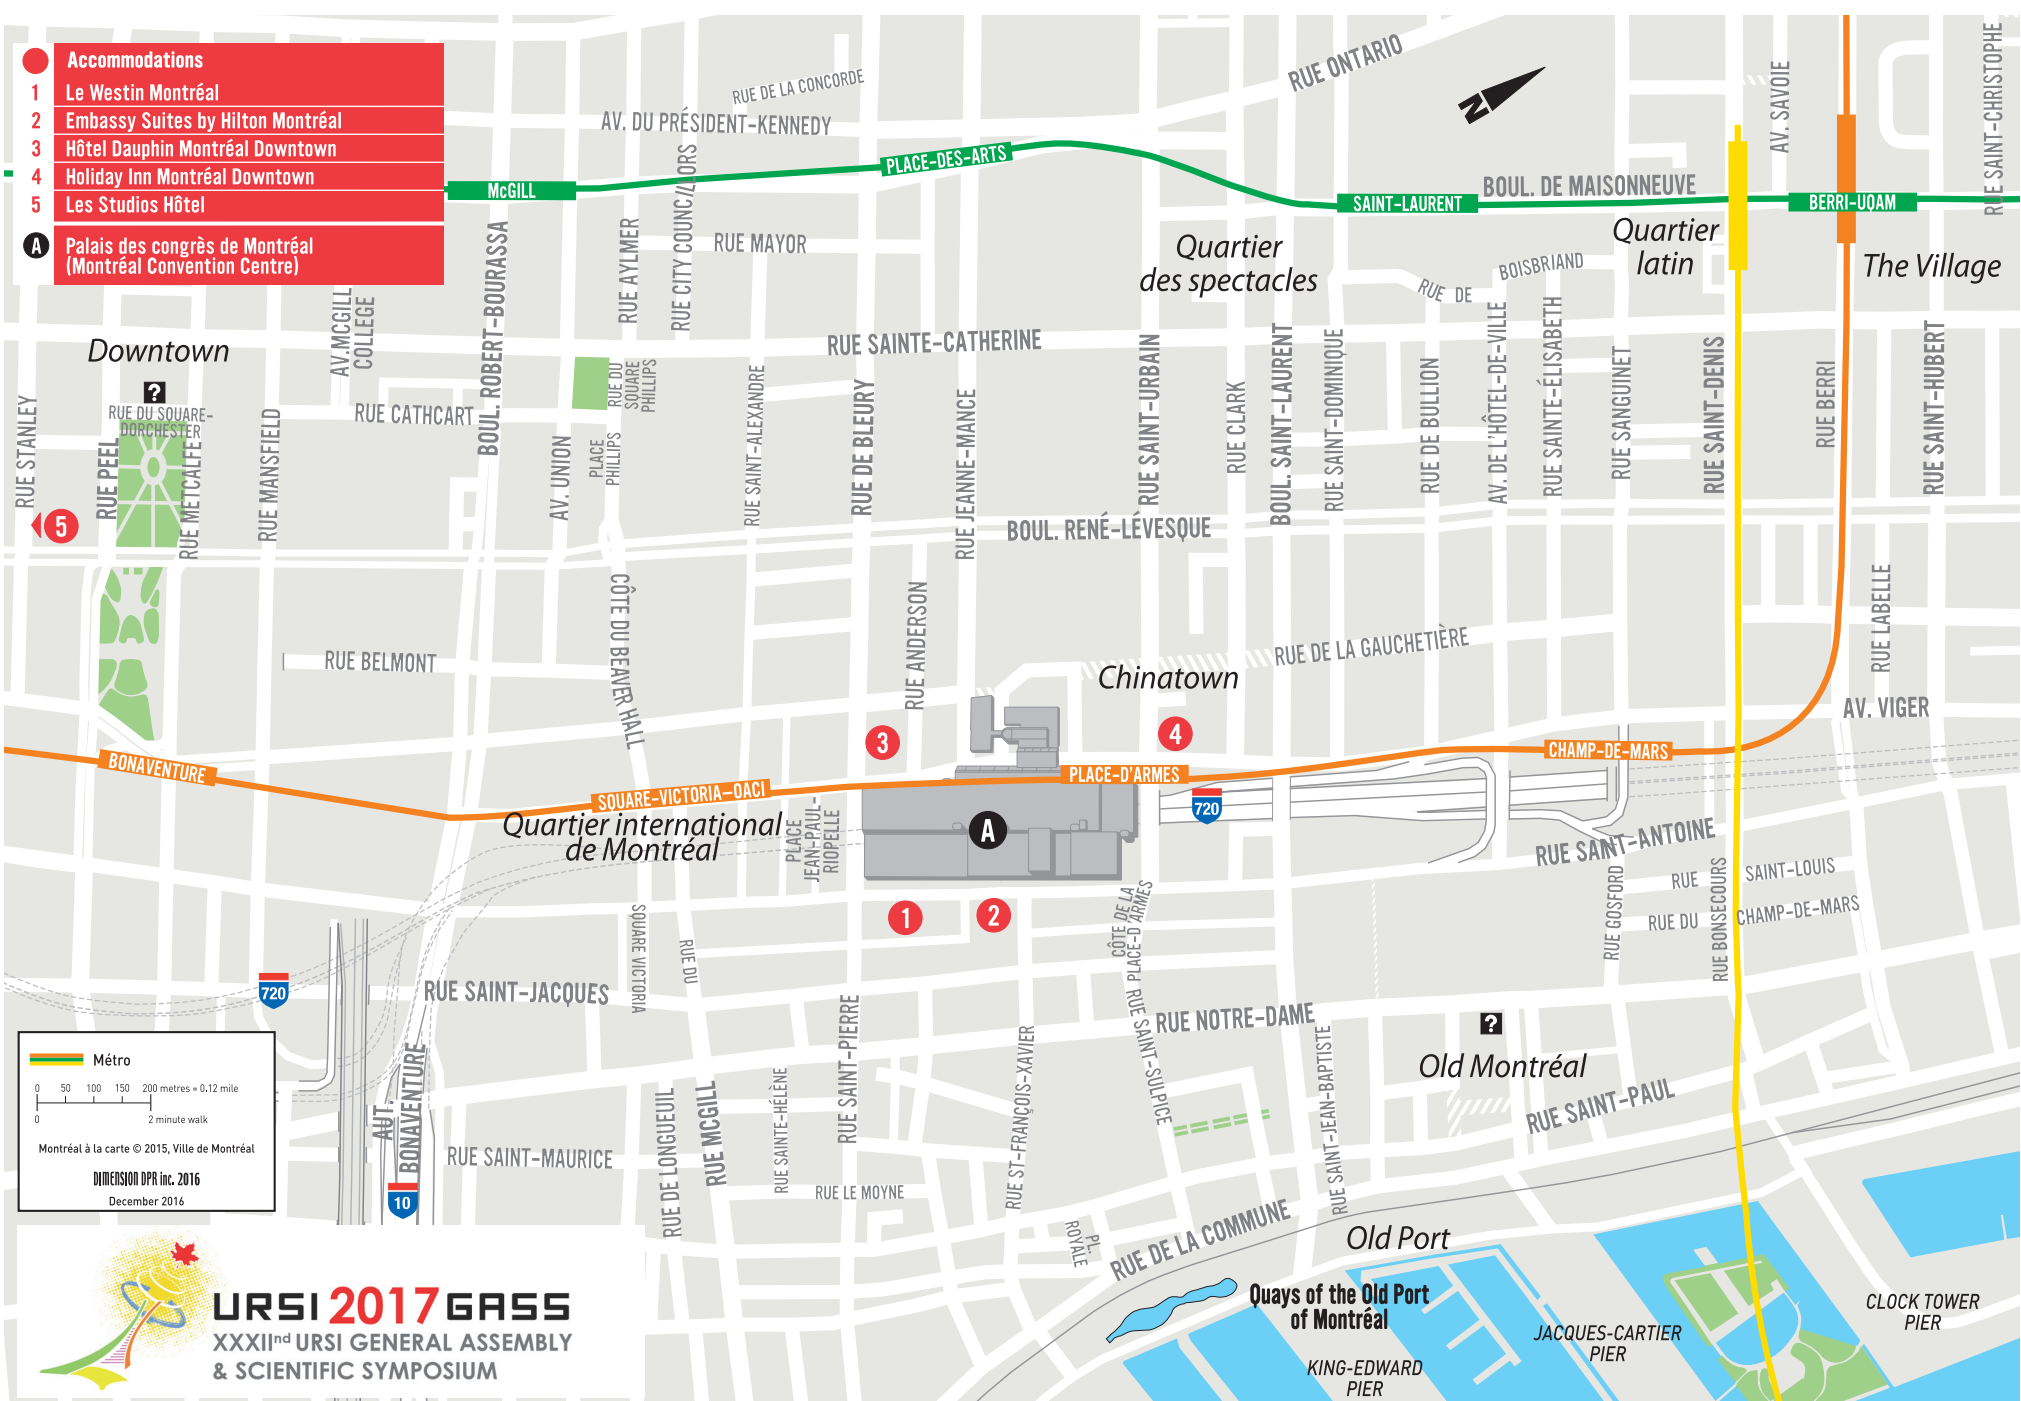 Accommodations
1 Le Westin Montréal
2 Embassy Suites by Hilton Montréal
3 Hôtel Dauphin Montréal Downtown
4 Holiday Inn Montréal Downtown
5 Les Studios Hôtel
A Palais des congrès de Montréal
(Montréal Convention Centre)
RUE DE LA CONCORDE
AV. DU PRÉSIDENT-KENNEDY
RUE ONTARIO
N
AV. SAVOIE
RUE SAINT-CHRISTOPHE
McGILL
PLACE-DES-ARTS
SAINT-LAURENT
BOUL. DE MAISONNEUVE
BERRI-UQAM
BOUL. ROBERT-BOURASSA
RUE AYLMER
RUE CITY COUNCILLORS
RUE MAYOR
Quartier
des spectacles
Quartier
latin
The Village
RUE DE
BOISBRIAND
AV.MCGILL
COLLEGE
Downtown
?
RUE SAINTE-CATHERINE
RUE DU
SQUARE
PHILLIPS
RUE STANLEY
RUE PEEL
RUE DU SQUARE-
DORCHESTER
RUE METCALFE
RUE MANSFIELD
RUE CATHCART
AV. UNION
PLACE
PHILLIPS
RUE SAINT-ALEXANDRE
RUE DE BLEURY
RUE JEANNE-MANCE
RUE SAINT-URBAIN
RUE CLARK
BOUL. SAINT-LAURENT
RUE SAINT-DOMINIQUE
RUE DE BULLION
AV. DE L'HÔTEL-DE-VILLE
RUE SAINTE-ÉLISABETH
RUE SANGUINET
RUE SAINT-DENIS
RUE BERRI
RUE SAINT-HUBERT
5
BOUL. RENÉ-LÉVESQUE
CÔTE DU BEAVER HALL
RUE ANDERSON
RUE BELMONT
RUE DE LA GAUCHETIÈRE
RUE LABELLE
Chinatown
AV. VIGER
3
4
BONAVENTURE
SQUARE-VICTORIA-OACI
PLACE-D'ARMES
CHAMP-DE-MARS
720
Quartier international
de Montréal
PLACE
JEAN-PAUL-
RIOPELLE
A
RUE SAINT-ANTOINE
RUE
SAINT-LOUIS
RUE DU
CHAMP-DE-MARS
RUE GOSFORD
RUE BONSECOURS
1
2
CÔTE DE LA
PLACE-D'ARMES
SQUARE VICTORIA
RUE DU
720
RUE SAINT-JACQUES
RUE NOTRE-DAME
?
Old Montréal
RUE SAINT-PIERRE
RUE ST-FRANÇOIS-XAVIER
RUE SAINT-SULPICE
RUE SAINT-JEAN-BAPTISTE
RUE SAINT-PAUL
Métro
0 50 100 150 200 metres = 0.12 mile
0 2 minute walk
Montréal à la carte © 2015, Ville de Montréal
DIMENSION DPR inc. 2016
December 2016
AUT.
BONAVENTURE
10
RUE SAINT-MAURICE
RUE DE LONGUEUIL
RUE MCGILL
RUE SAINTE-HÉLÈNE
RUE LE MOYNE
PL.
ROYALE
RUE DE LA COMMUNE
Old Port
Quays of the Old Port
of Montréal
KING-EDWARD
PIER
JACQUES-CARTIER
PIER
CLOCK TOWER
PIER
URSI 2017 GASS
XXXIInd URSI GENERAL ASSEMBLY
& SCIENTIFIC SYMPOSIUM